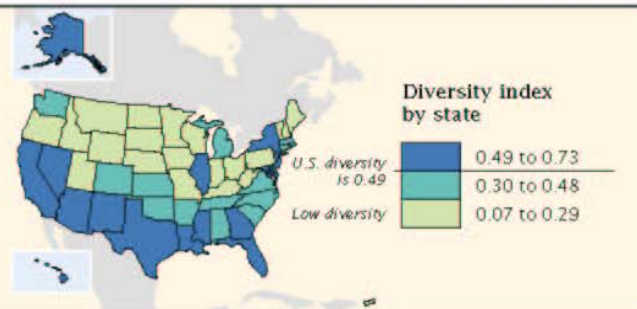 Diversity index
by state
U.S. diversity
is 0.49
0.49 to 0.73
0.30 to 0.48
Low diversity
0.07 to 0.29